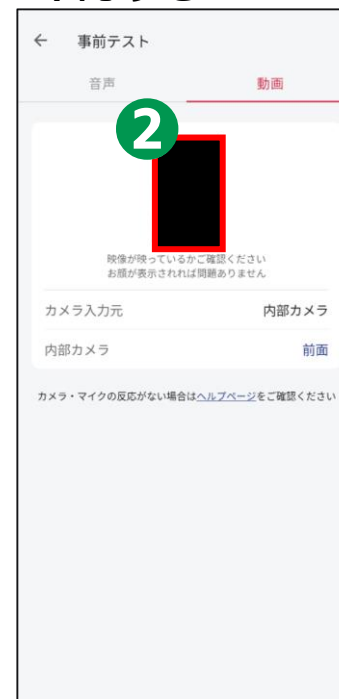 ← 事前テスト
音声 動画
2
映像が映っているかご確認ください
お顔が表示されれば問題ありません
カメラ入力元 内部カメラ
内部カメラ 前面
カメラ・マイクの反応がない場合はヘルプページをご確認ください